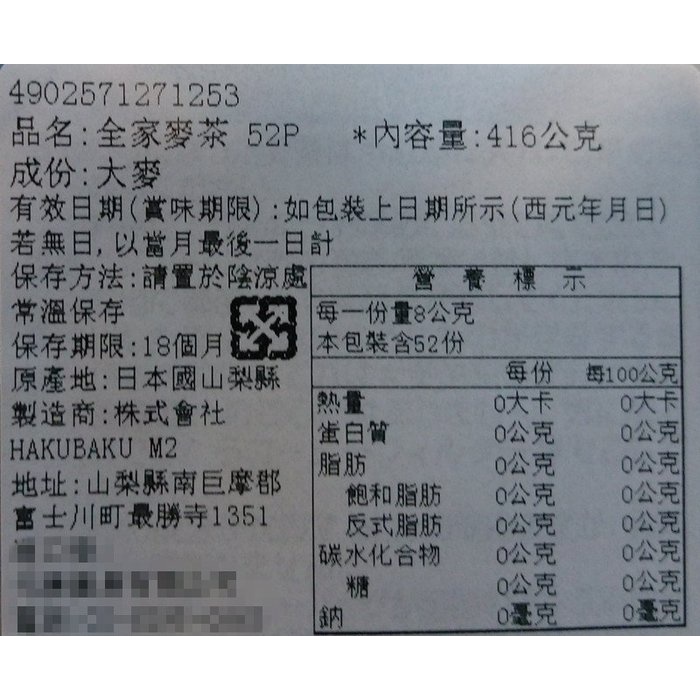 4902571271253
品名:全家麥茶 52P *內容量:416公克
成份:大麥
有效日期(賞味期限):如包裝上日期所示(西元年月日)
若無日,以當月最後一日計
保存方法:請置於陰涼處
常溫保存
保存期限:18個月
原產地:日本國山梨縣
製造商:株式會社
HAKUBAKU M2
地址:山梨縣南巨摩郡
富士川町最勝寺1351
營養標示
每一份量8公克
本包裝含52份
每份 每100公克
熱量 0大卡 0大卡
蛋白質 0公克 0公克
脂肪 0公克 0公克
飽和脂肪 0公克 0公克
反式脂肪 0公克 0公克
碳水化合物 0公克 0公克
糖 0公克 0公克
鈉 0毫克 0毫克